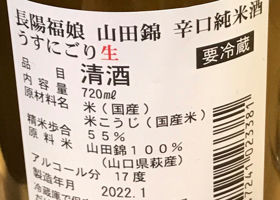 長陽福娘 山田錦 辛口純米酒
うすにごり生
要冷蔵
品目 清酒
内容量 720ml
原材料名 米(国産)
米こうじ(国産米)
精米歩合 55%
原料米 山田錦100%
(山口県萩産)
アルコール分 17度
製造年月 2022.1